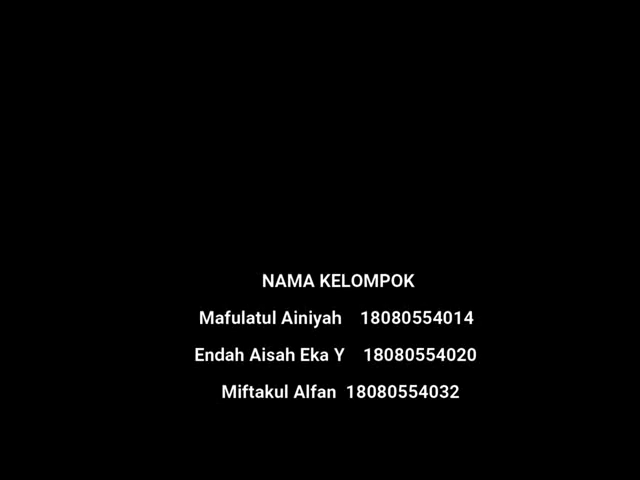 NAMA KELOMPOK
Mafulatul Ainiyah 18080554014
Endah Aisah Eka Y 18080554020
Miftakul Alfan 18080554032